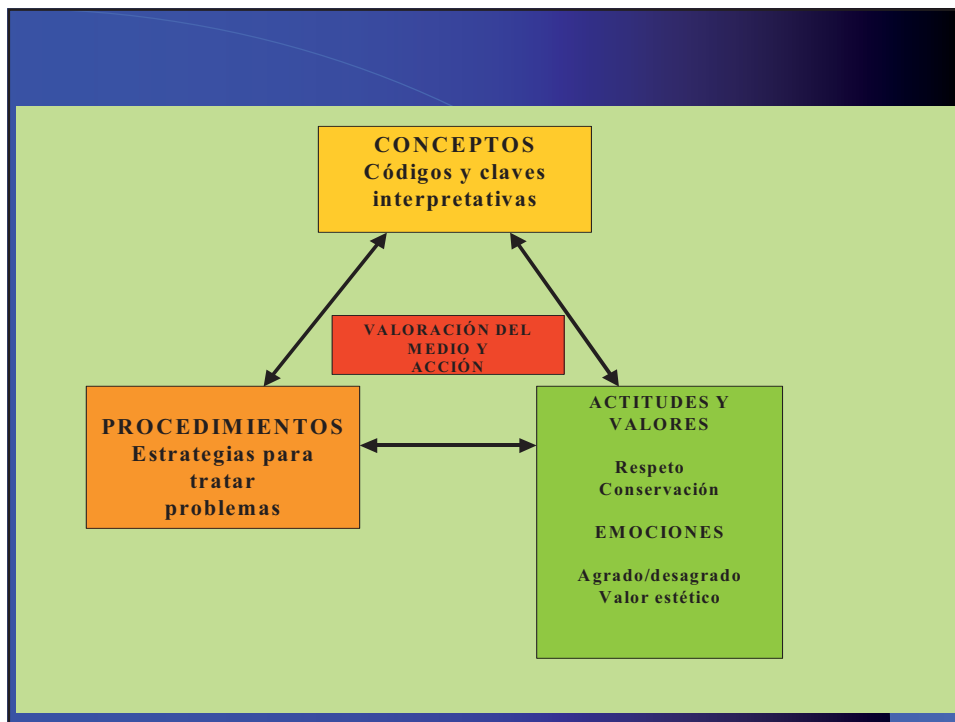 CONCEPTOS
Códigos y claves
interpretativas
VALORACIÓN DEL
MEDIO Y
ACCIÓN
PROCEDIMIENTOS
Estrategias para
tratar
problemas
ACTITUDES Y
VALORES
Respeto
Conservación
EMOCIONES
Agrado/desagrado
Valor estético